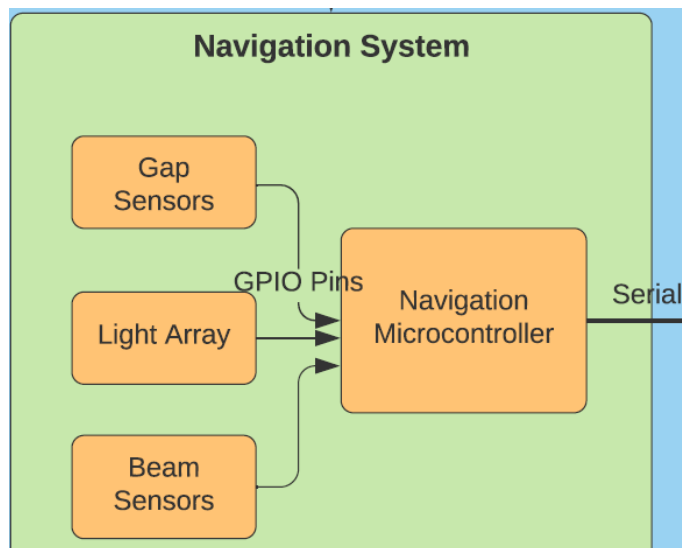 Navigation System
Gap
Sensors
GPIO Pins
Light Array
Navigation
Microcontroller
Serial
Beam
Sensors